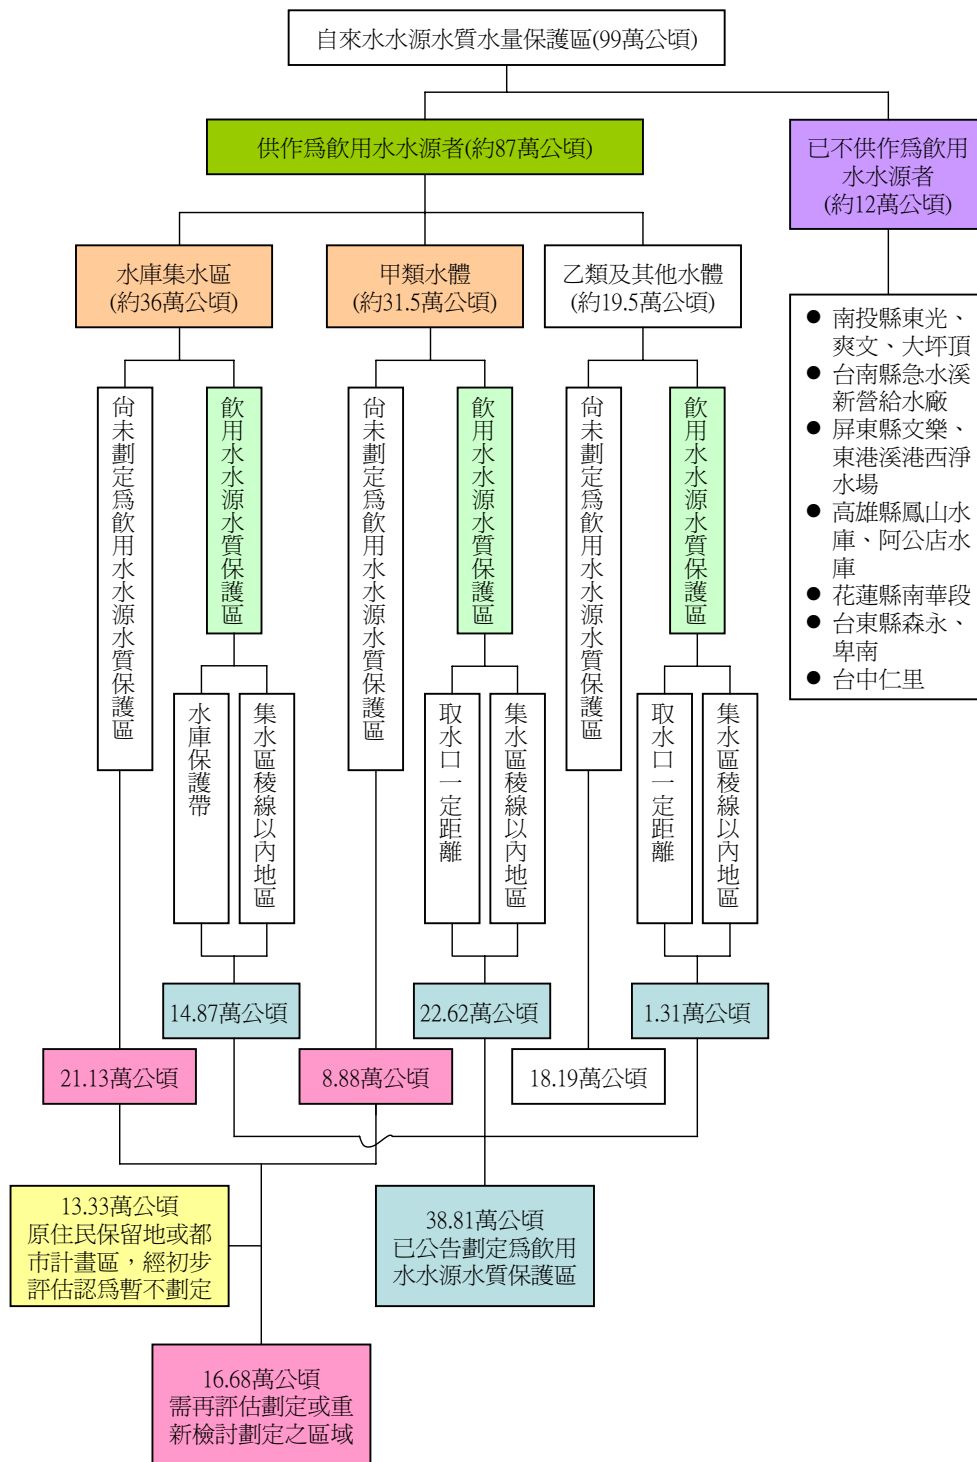 自來水水源水質水量保護區(99萬公頃)
供作為飲用水水源者(約87萬公頃)
已不供作為飲用
水水源者
(約12萬公頃)
水庫集水區
(約36萬公頃)
甲類水體
(約31.5萬公頃)
乙類及其他水體
(約19.5萬公頃)
● 南投縣東光、
爽文、大坪頂
● 台南縣急水溪
新營給水廠
● 屏東縣文樂、
東港溪港西淨
水場
● 高雄縣鳳山水
庫、阿公店水
庫
● 花蓮縣南華段
● 台東縣森永、
卑南
● 台中仁里
尚未劃定為飲用水水源水質保護區
飲用水水源水質保護區
尚未劃定為飲用水水源水質保護區
飲用水水源水質保護區
尚未劃定為飲用水水源水質保護區
飲用水水源水質保護區
水庫保護帶
集水區稜線以內地區
取水口一定距離
集水區稜線以內地區
取水口一定距離
集水區稜線以內地區
14.87萬公頃
22.62萬公頃
1.31萬公頃
21.13萬公頃
8.88萬公頃
18.19萬公頃
13.33萬公頃
原住民保留地或都
市計畫區，經初步
評估認為暫不劃定
38.81萬公頃
已公告劃定為飲用
水水源水質保護區
16.68萬公頃
需再評估劃定或重
新檢討劃定之區域